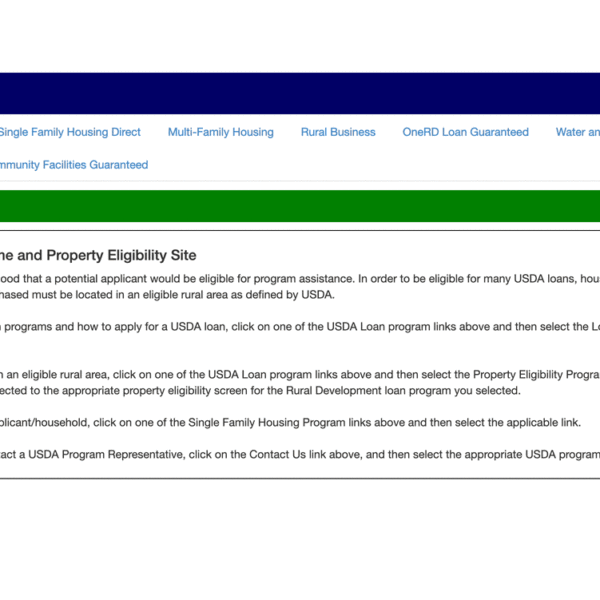 Single Family Housing Direct Multi-Family Housing Rural Business OneRD Loan Guaranteed Water an
mmunity Facilities Guaranteed
me and Property Eligibility Site
ood that a potential applicant would be eligible for program assistance. In order to be eligible for many USDA loans, hou
hased must be located in an eligible rural area as defined by USDA.
programs and how to apply for a USDA loan, click on one of the USDA Loan program links above and then select the Lo
n an eligible rural area, click on one of the USDA Loan program links above and then select the Property Eligibility Progra
ected to the appropriate property eligibility screen for the Rural Development loan program you selected.
plicant/household, click on one of the Single Family Housing Program links above and then select the applicable link.
tact a USDA Program Representative, click on the Contact Us link above, and then select the appropriate USDA program